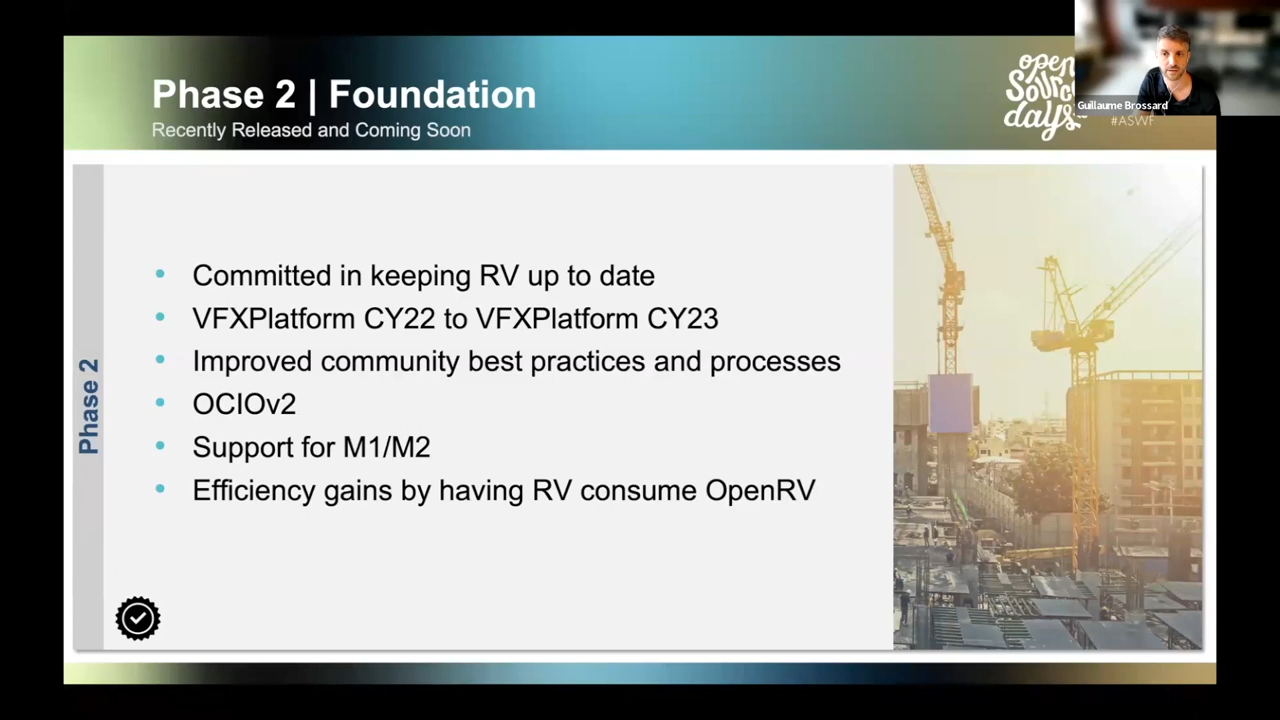 Phase 2 | Foundation
Recently Released and Coming Soon
open
source
days
#ASWF
Guillaume Brossard
Phase 2
Committed in keeping RV up to date
VFXPlatform CY22 to VFXPlatform CY23
Improved community best practices and processes
OCIOv2
Support for M1/M2
Efficiency gains by having RV consume OpenRV